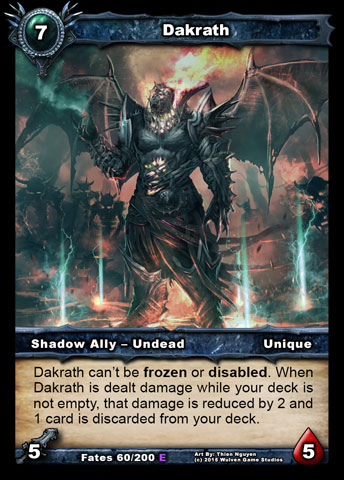 7
Dakrath
Shadow Ally – Undead Unique
Dakrath can't be frozen or disabled. When
Dakrath is dealt damage while your deck is
not empty, that damage is reduced by 2 and
1 card is discarded from your deck.
5
Fates 60/200 E
Art By: Thien Nguyen
(c) 2015 Wulven Game Studios
5